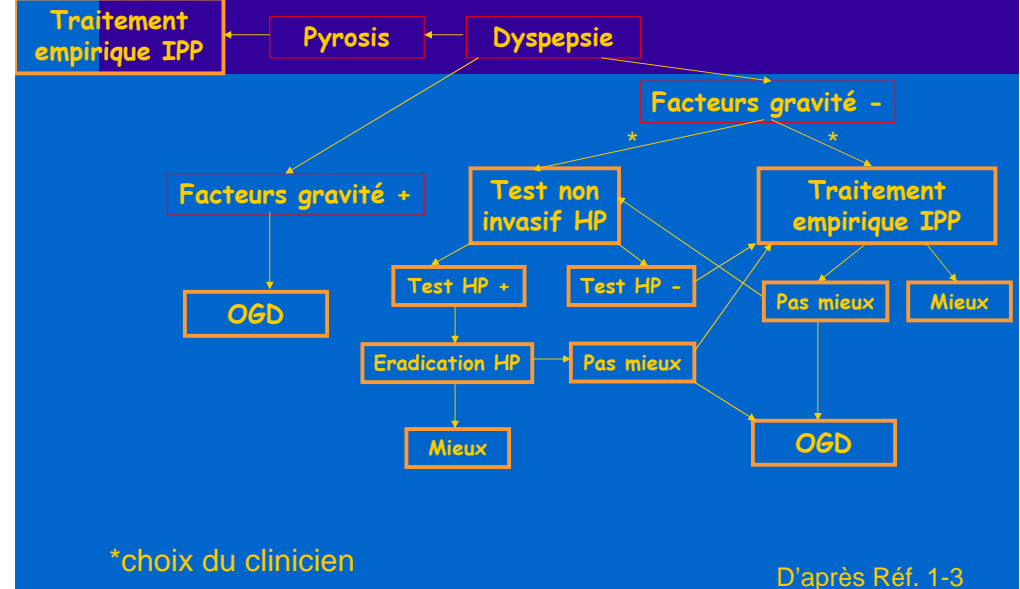 Traitement
empirique IPP
Pyrosis
Dyspepsie
Facteurs gravité -
*
*
Facteurs gravité +
Test non
invasif HP
Traitement
empirique IPP
Test HP +
Test HP -
Pas mieux
Mieux
OGD
Eradication HP
Pas mieux
Mieux
OGD
*choix du clinicien
D'après Réf. 1-3